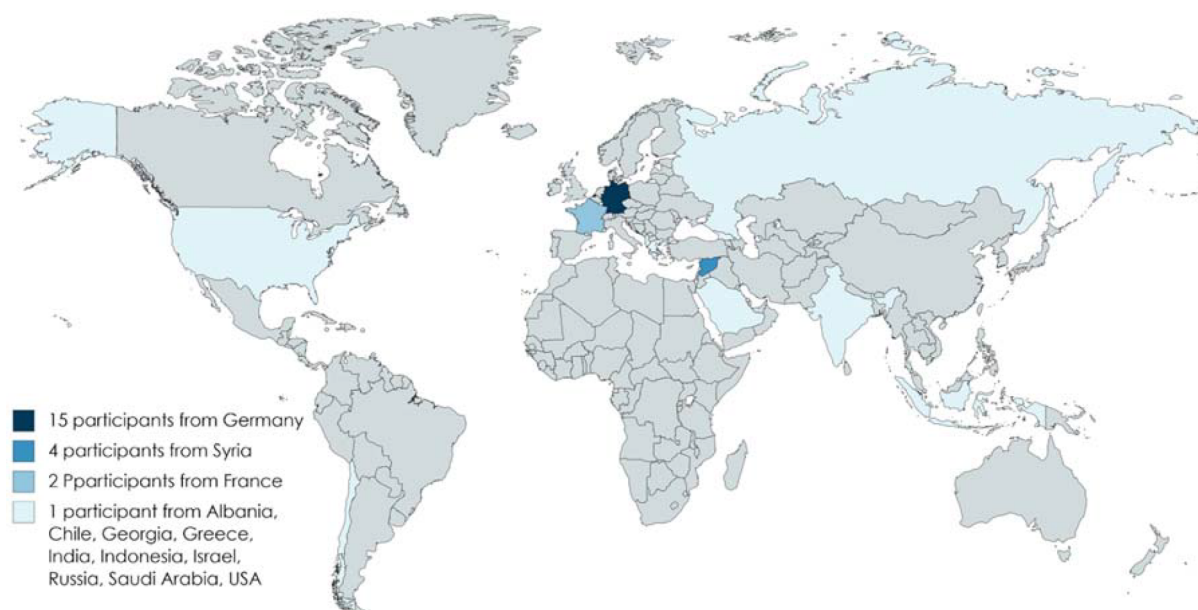 15 participants from Germany
4 participants from Syria
2 Pparticipants from France
1 participant from Albania,
Chile, Georgia, Greece,
India, Indonesia, Israel,
Russia, Saudi Arabia, USA